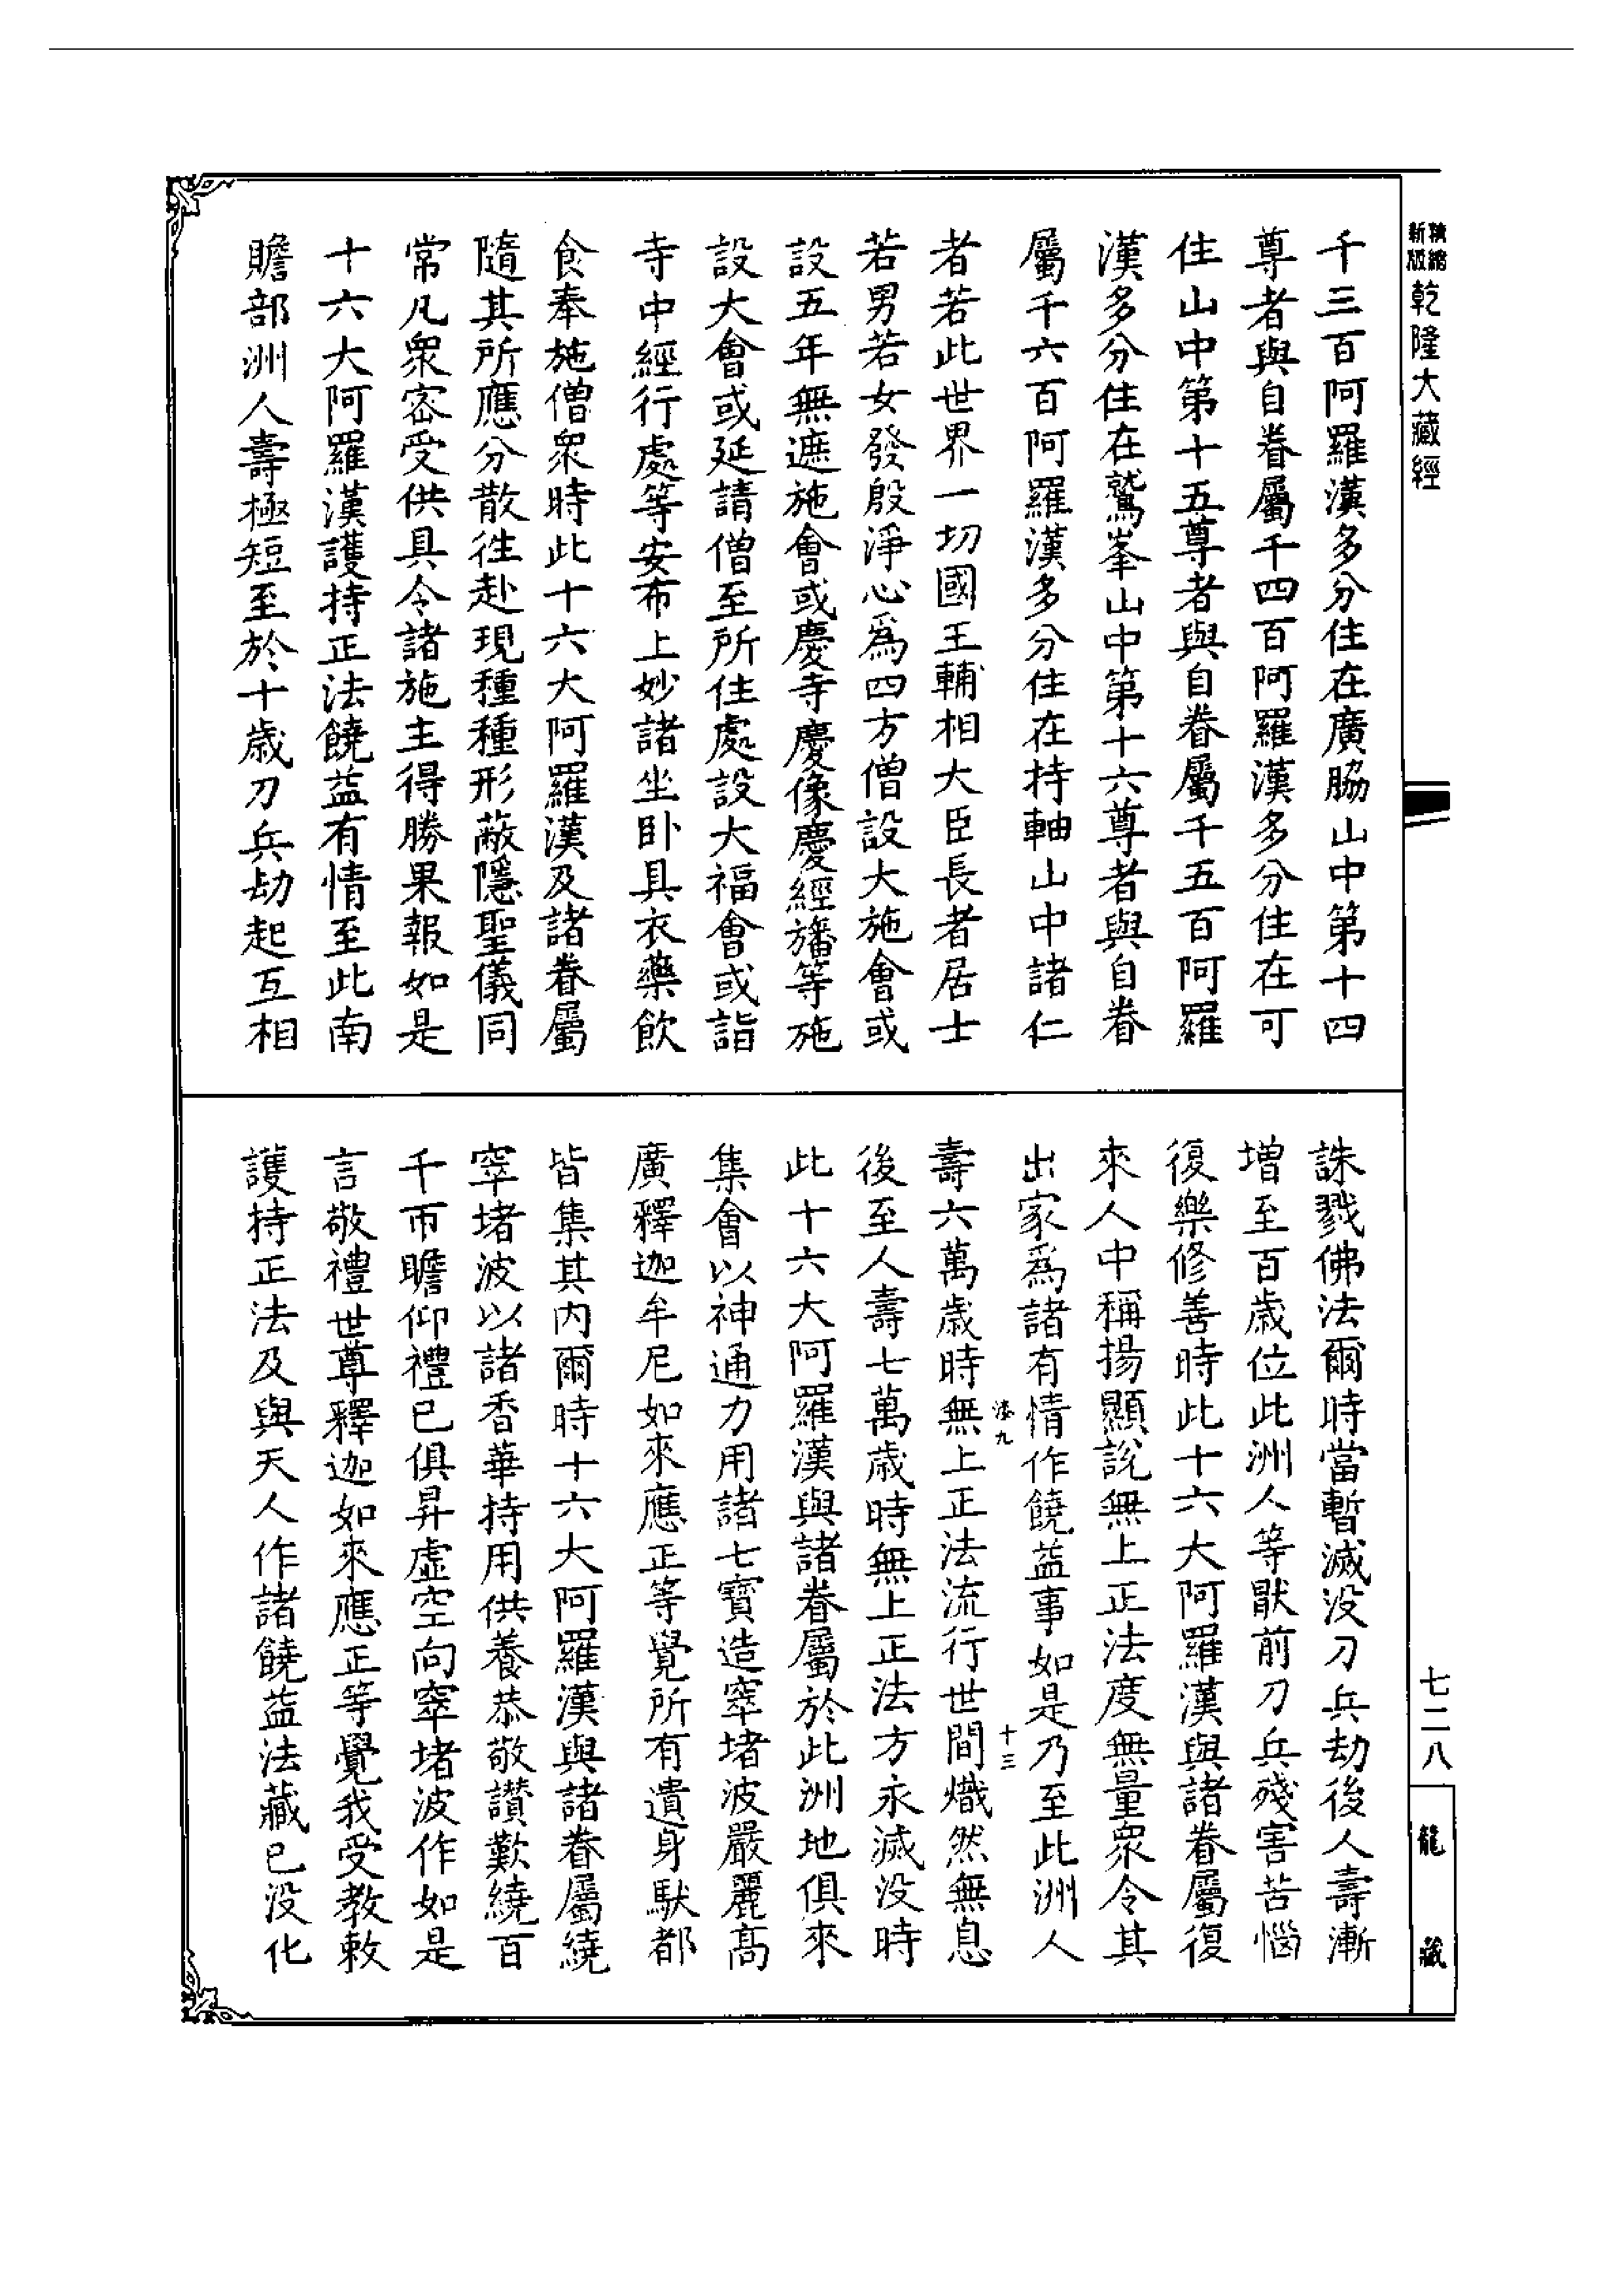 新版精縮乾隆大藏經
千三百阿羅漢多分住在廣脇山中第十四
尊者與自眷屬千四百阿羅漢多分住在可
住山中第十五尊者與自眷屬千五百阿羅
漢多分住在鷲峯山中第十六尊者與自眷
屬千六百阿羅漢多分住在持軸山中諸仁
者若此世界一切國王輔相大臣長者居士
若男若女發殷淨心爲四方僧設大施會或
設五年無遮施會或慶寺慶像慶經旛等施
設大會或延請僧至所住處設大福會或詣
寺中經行處等安布上妙諸坐卧具衣藥飲
食奉施僧衆時此十六大阿羅漢及諸眷屬
隨其所應分散徃赴現種種形蔽隱聖儀同
常凡衆密受供具令諸施主得勝果報如是
十六大阿羅漢護持正法饒益有情至此南
贍部洲人壽極短至於十歲刀兵劫起互相
誅戮佛法爾時當暫滅没刀兵劫後人壽漸
增至百歲位此洲人等厭前刀兵殘害苦惱
復樂修善時此十六大阿羅漢與諸眷屬復
來人中稱揚顯說無上正法度無量衆令其
出家爲諸有情作饒益事如是乃至此洲人
九
十三
壽六萬歲時無上正法流行世間熾然無息
後至人壽七萬歲時無上正法方永滅没時
此十六大阿羅漢與諸眷屬於此洲地俱來
集會以神通力用諸七寶造窣堵波嚴麗高
廣釋迦牟尼如來應正等覺所有遺身馱都
皆集其内爾時十六大阿羅漢與諸眷屬繞
窣堵波以諸香華持用供養恭敬讚歎繞百
千帀瞻仰禮已俱昇虛空向窣堵波作如是
言敬禮世尊釋迦如來應正等覺我受教敕
護持正法及與天人作諸饒益法藏已没化
七二八
龍藏